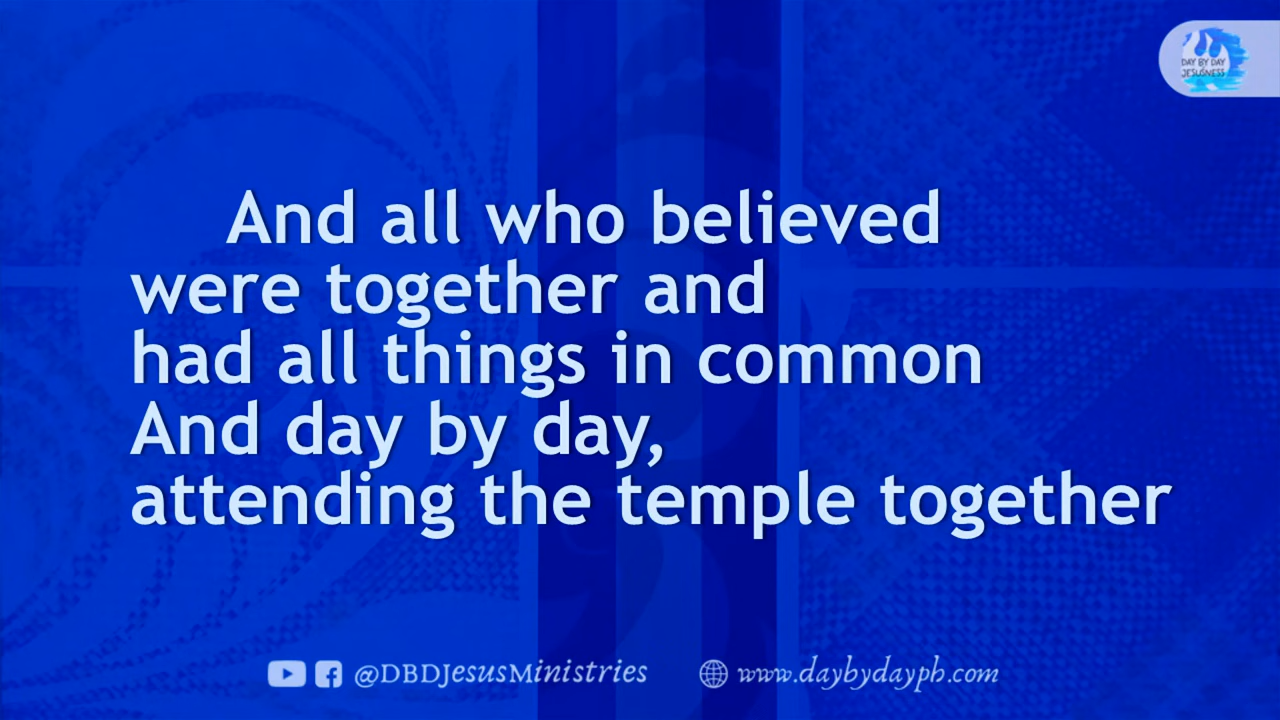 DAY BY DAY
JESUSNESS
And all who believed
were together and
had all things in common
And day by day,
attending the temple together
@DBDJesusMinistries
www.daybydayph.com